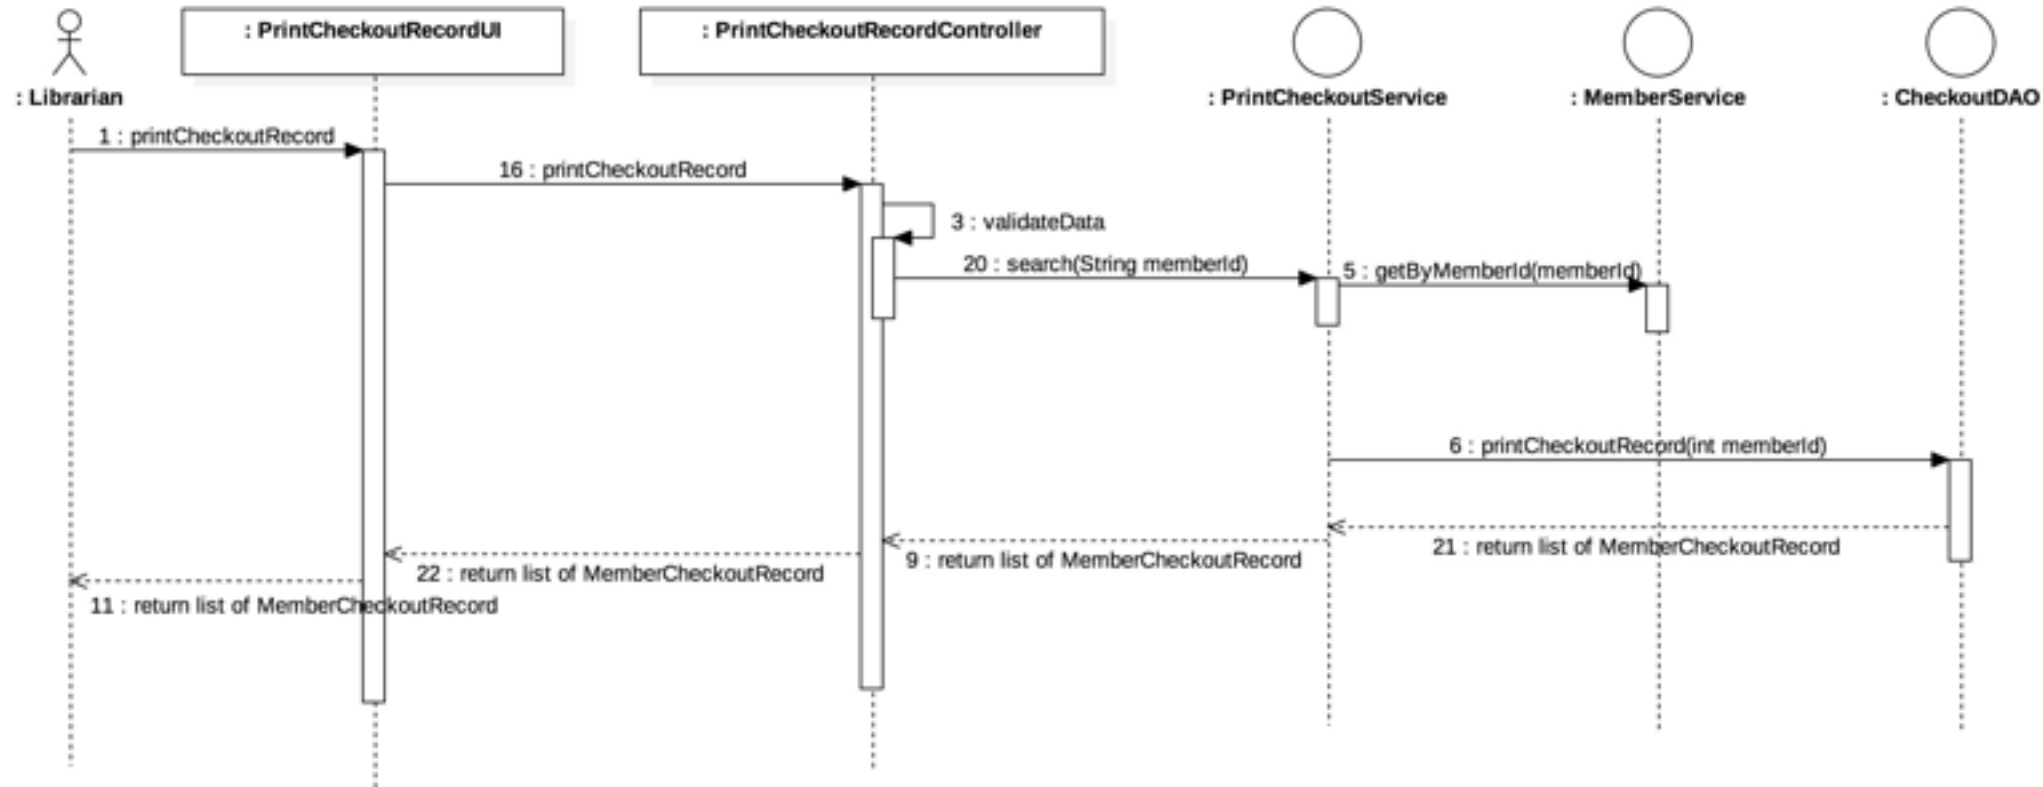 : PrintCheckoutRecordUI
: PrintCheckoutRecordController
: Librarian
: PrintCheckoutService
: MemberService
: CheckoutDAO
1 : printCheckoutRecord
16 : printCheckoutRecord
3 : validateData
20 : search(String memberId)
5 : getByMemberId(memberId)
6 : printCheckoutRecord(int memberId)
21 : return list of MemberCheckoutRecord
9 : return list of MemberCheckoutRecord
22 : return list of MemberCheckoutRecord
11 : return list of MemberCheckoutRecord